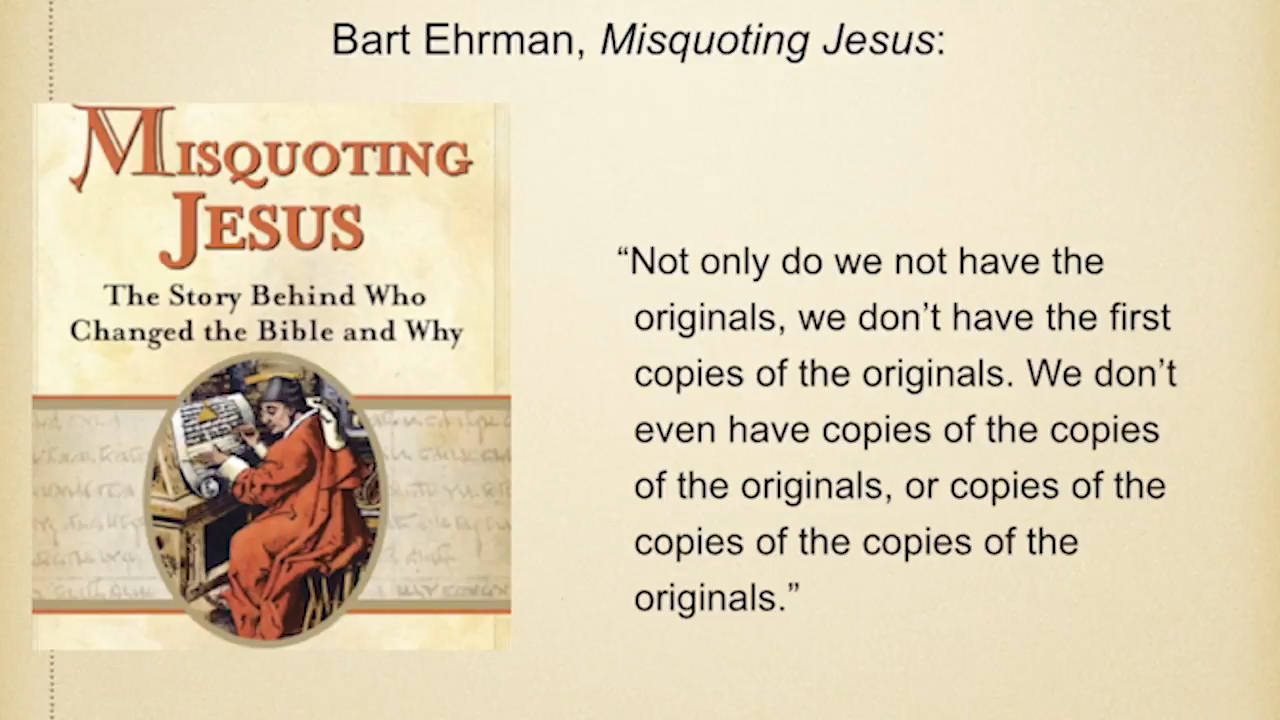 Bart Ehrman, Misquoting Jesus:
MISQUOTING
JESUS
The Story Behind Who
Changed the Bible and Why
“Not only do we not have the
originals, we don’t have the first
copies of the originals. We don’t
even have copies of the copies
of the originals, or copies of the
copies of the copies of the
originals.”